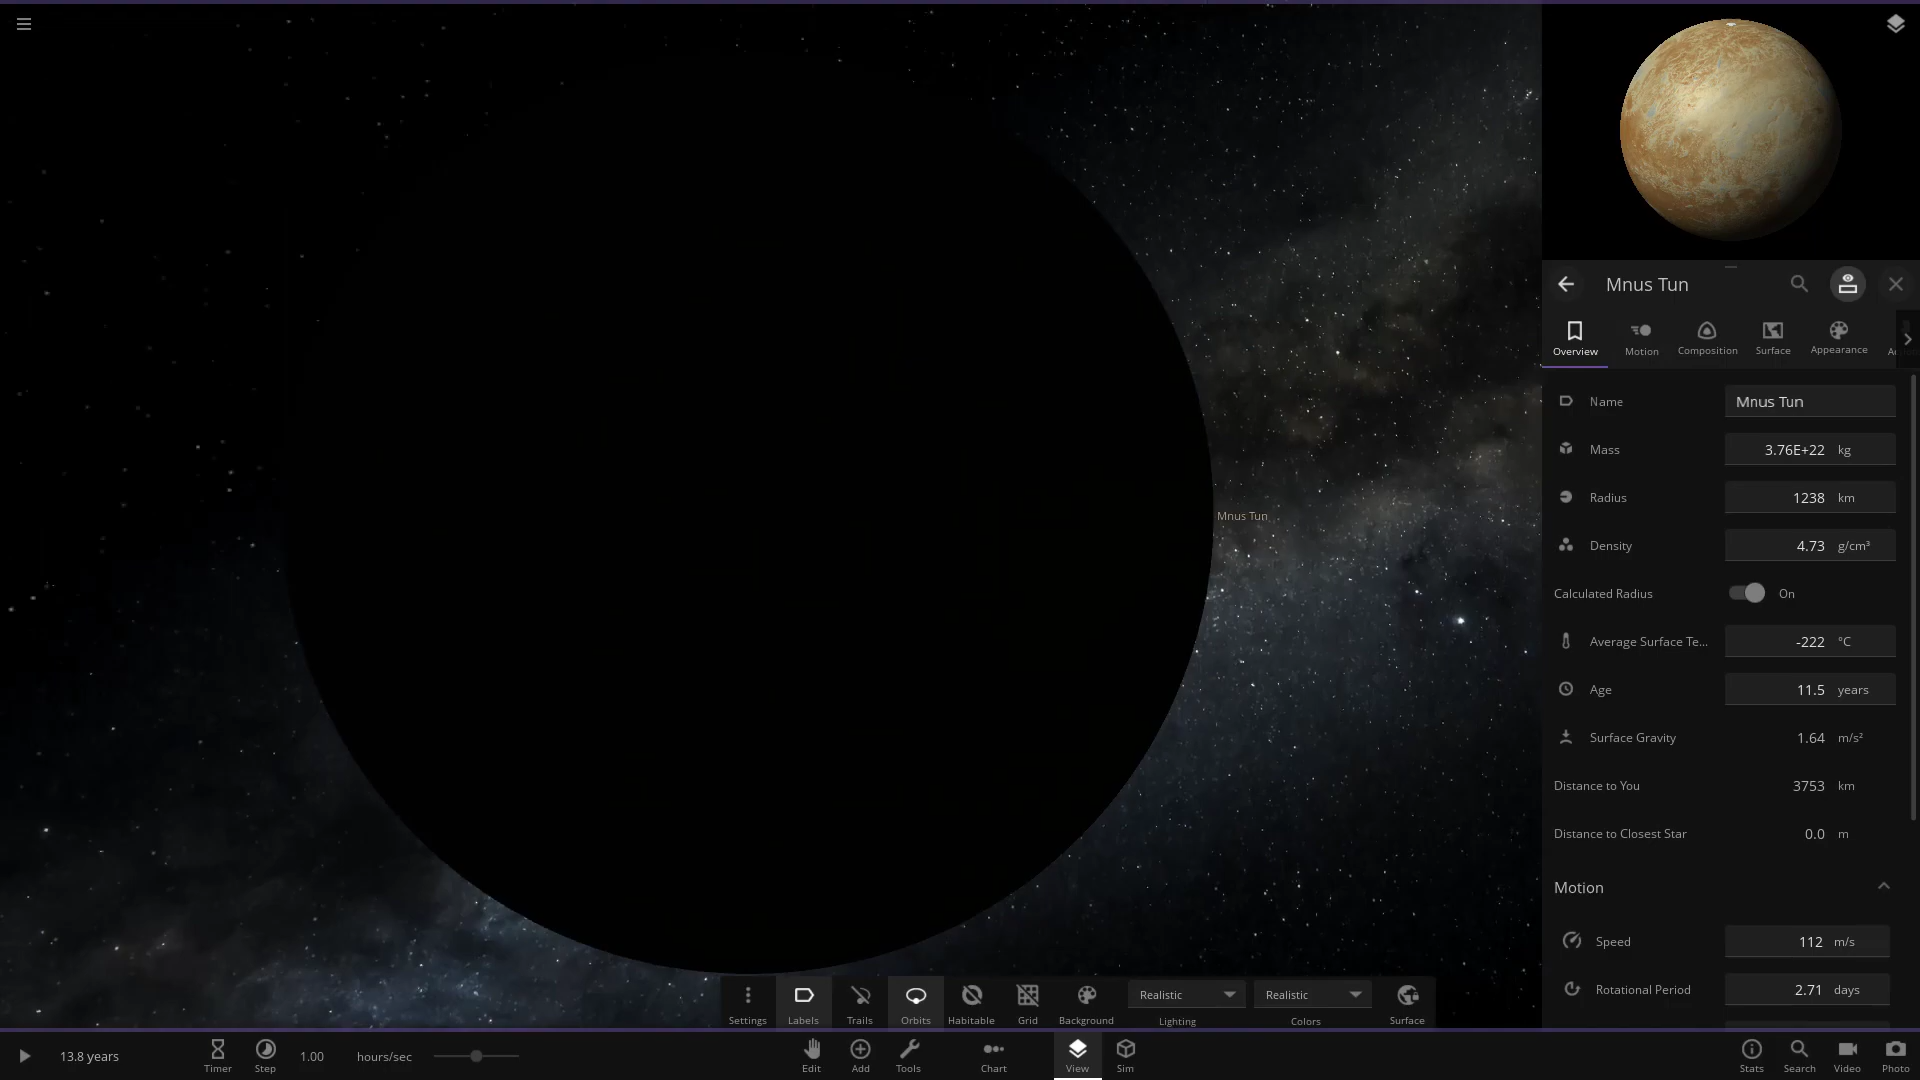 Mnus Tun
Overview
Motion
Composition
Surface
Appearance
Name
Mnus Tun
Mass
3.76E+22 kg
Radius
1238 km
Density
4.73 g/cm³
Calculated Radius
On
Average Surface Te...
-222 °C
Age
11.5 years
Surface Gravity
1.64 m/s²
Distance to You
3753 km
Distance to Closest Star
0.0 m
Motion
Speed
112 m/s
Rotational Period
2.71 days
Mnus Tun
Settings
Labels
Trails
Orbits
Habitable
Grid
Background
Realistic
Lighting
Realistic
Colors
Surface
13.8 years
Timer
Step
1.00 hours/sec
Edit
Add
Tools
Chart
View
Sim
Stats
Search
Video
Photo